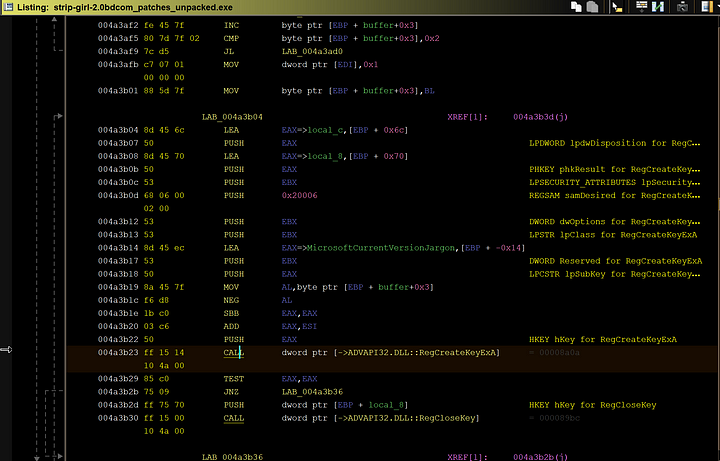 Listing: strip-girl-2.0bdcom_patches_unpacked.exe
004a3af2 fe 45 7f INC byte ptr [EBP + buffer+0x3]
004a3af5 80 7d 7f 02 CMP byte ptr [EBP + buffer+0x3],0x2
004a3af9 7c d5 JL LAB_004a3ad0
004a3afb c7 07 01 MOV dword ptr [EDI],0x1
00 00 00
004a3b01 88 5d 7f MOV byte ptr [EBP + buffer+0x3],BL
LAB_004a3b04 XREF[1]: 004a3b3d(j)
004a3b04 8d 45 6c LEA EAX=>local_c,[EBP + 0x6c]
004a3b07 50 PUSH EAX LPDWORD lpdwDisposition for RegC...
004a3b08 8d 45 70 LEA EAX=>local_8,[EBP + 0x70]
004a3b0b 50 PUSH EAX PHKEY phkResult for RegCreateKey...
004a3b0c 53 PUSH EBX LPSECURITY_ATTRIBUTES lpSecurity...
004a3b0d 68 06 00 PUSH 0x20006 REGSAM samDesired for RegCreateK...
02 00
004a3b12 53 PUSH EBX DWORD dwOptions for RegCreateKey...
004a3b13 53 PUSH EBX LPSTR lpClass for RegCreateKeyExA
004a3b14 8d 45 ec LEA EAX=>MicrosoftCurrentVersionJargon,[EBP + -0x14]
004a3b17 53 PUSH EBX DWORD Reserved for RegCreateKeyExA
004a3b18 50 PUSH EAX LPCSTR lpSubKey for RegCreateKey...
004a3b19 8a 45 7f MOV AL,byte ptr [EBP + buffer+0x3]
004a3b1c f6 d8 NEG AL
004a3b1e 1b c0 SBB EAX,EAX
004a3b20 03 c6 ADD EAX,ESI
004a3b22 50 PUSH EAX HKEY hKey for RegCreateKeyExA
004a3b23 ff 15 14 CALL dword ptr [->ADVAPI32.DLL::RegCreateKeyExA] = 00008a0a
10 4a 00
004a3b29 85 c0 TEST EAX,EAX
004a3b2b 75 09 JNZ LAB_004a3b36
004a3b2d ff 75 70 PUSH dword ptr [EBP + local_8] HKEY hKey for RegCloseKey
004a3b30 ff 15 00 CALL dword ptr [->ADVAPI32.DLL::RegCloseKey] = 000089bc
10 4a 00
LAB_004a3b36 XREF[1]: 004a3b2b(j)